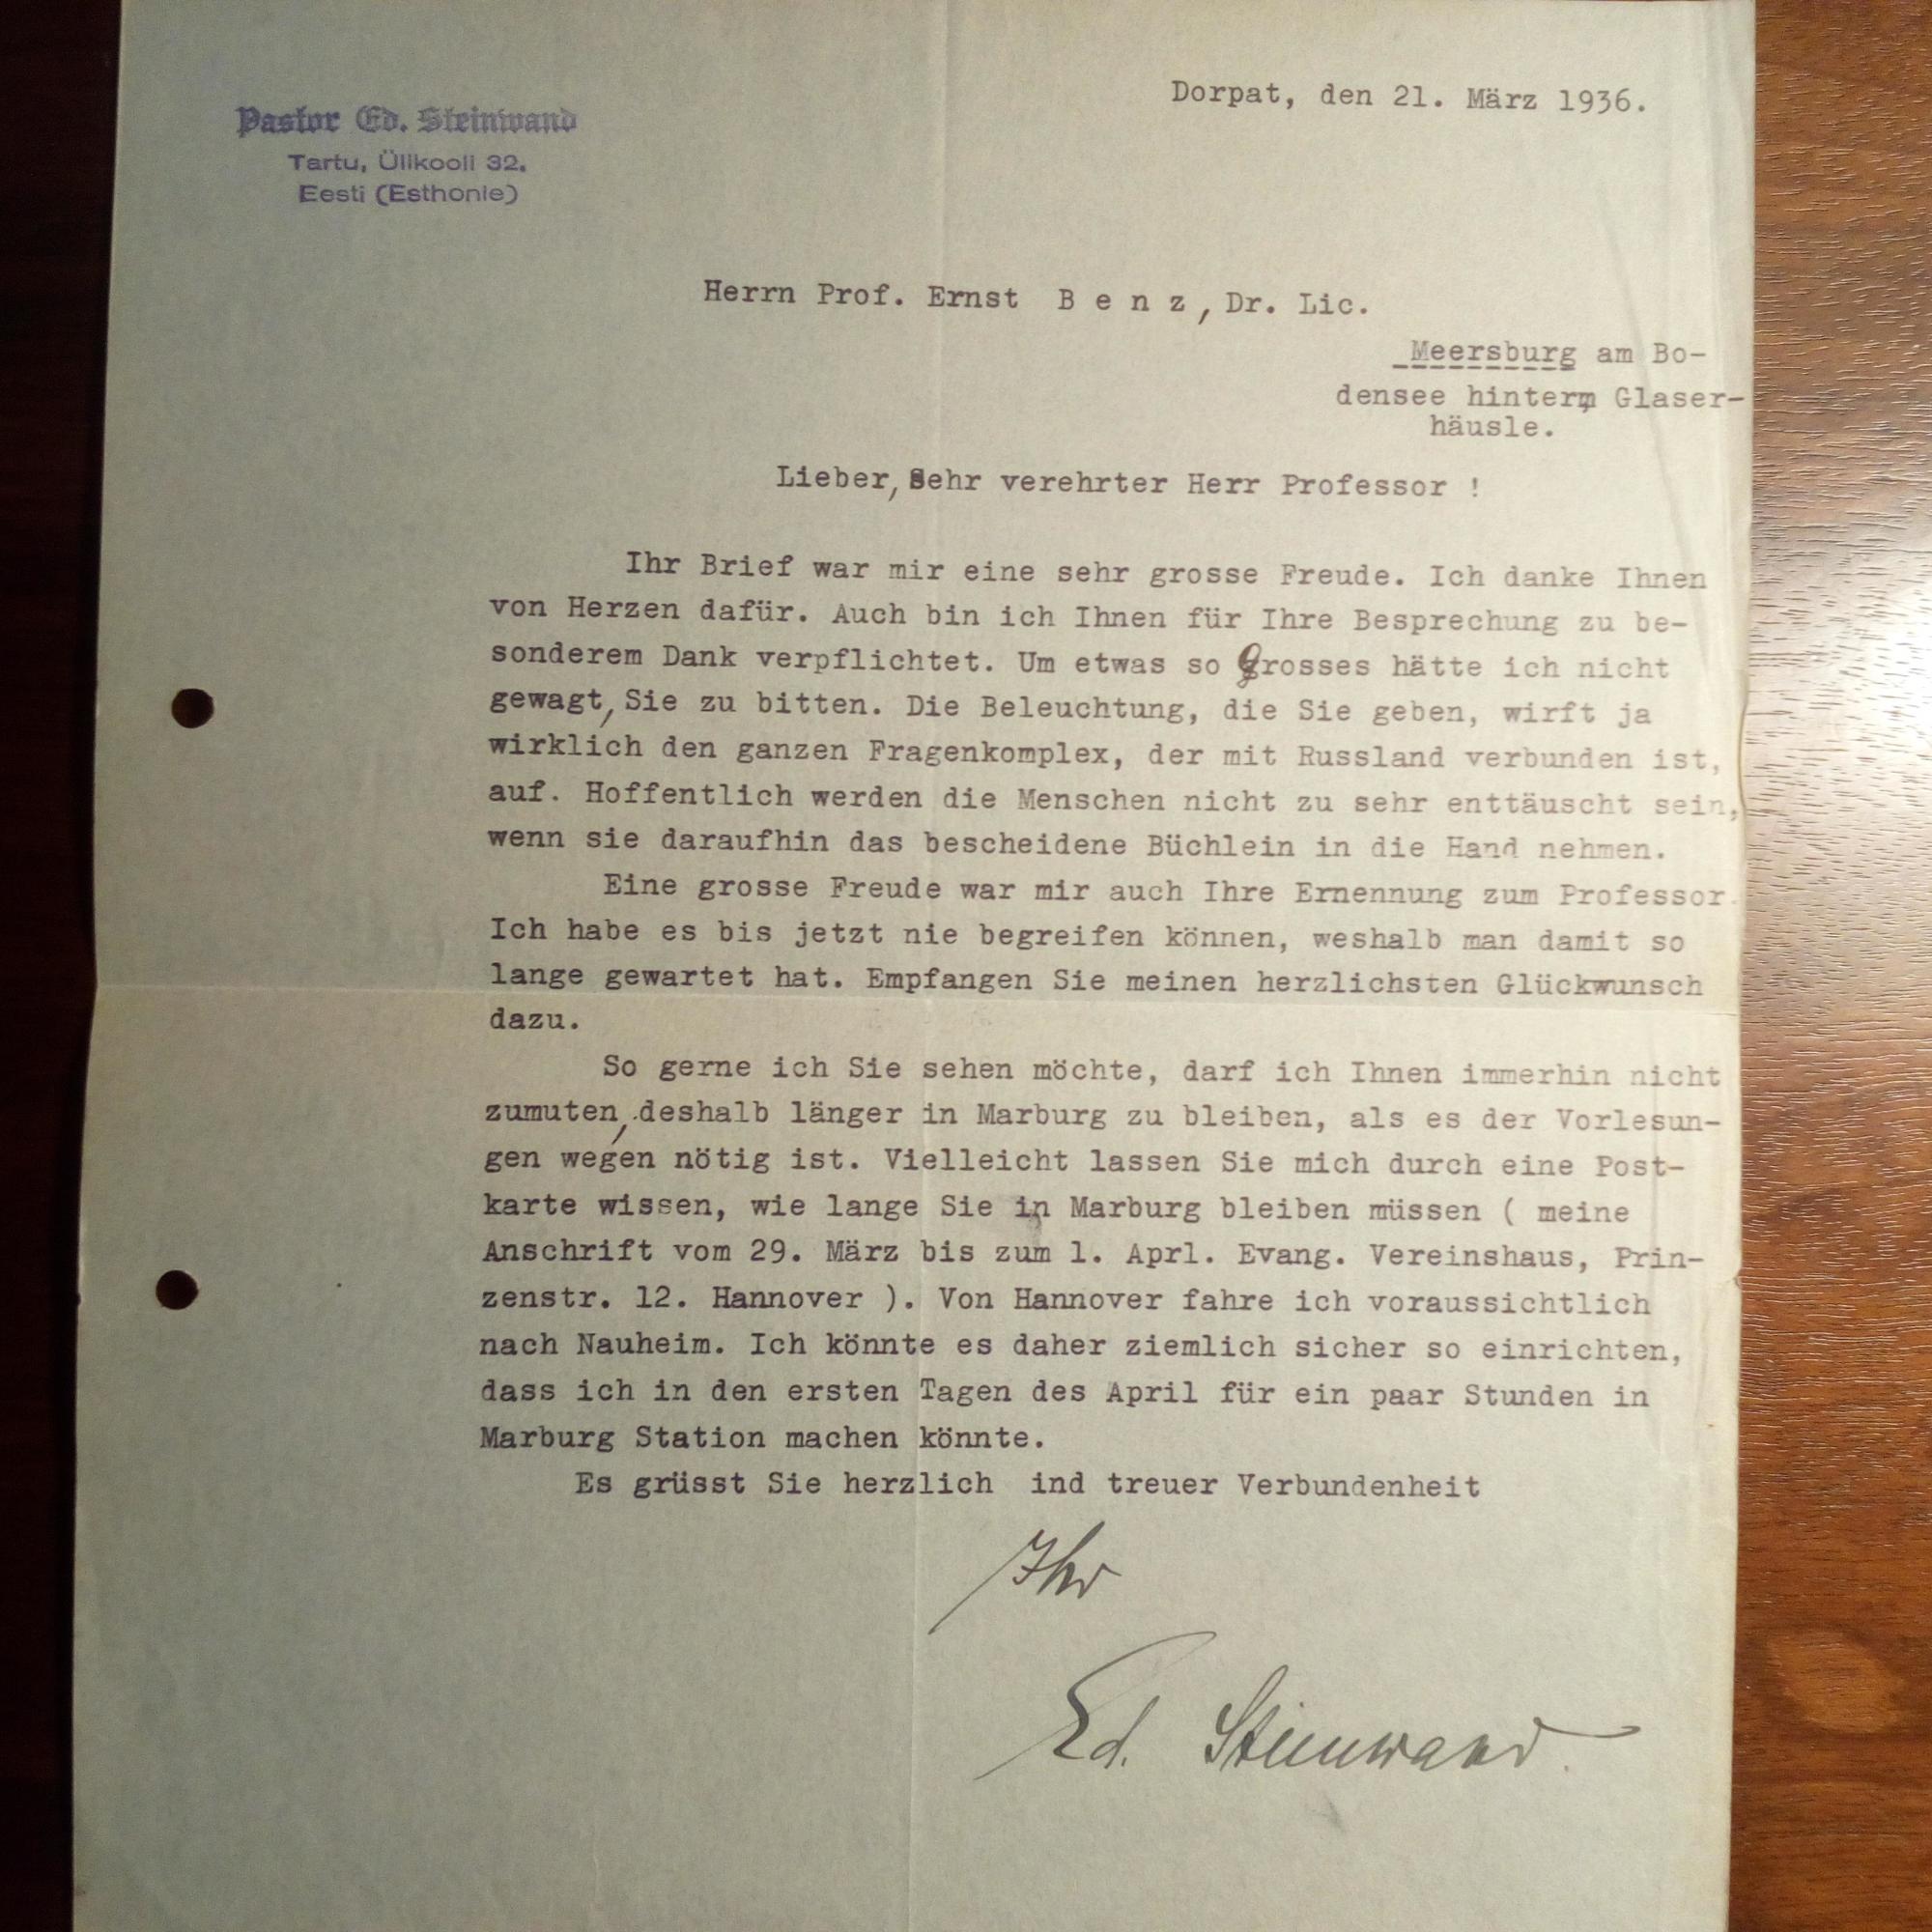 Pastor Ed. Steinwand
Tartu, Ülikooli 32.
Eesti (Esthonie)
Dorpat, den 21. März 1936.
Herrn Prof. Ernst B e n z, Dr. Lic.
Meersburg am Bo-
densee hinterm Glaser-
häusle.
Lieber, Sehr verehrter Herr Professor !
Ihr Brief war mir eine sehr grosse Freude. Ich danke Ihnen
von Herzen dafür. Auch bin ich Ihnen für Ihre Besprechung zu be-
sonderem Dank verpflichtet. Um etwas so Grosses hätte ich nicht
gewagt, Sie zu bitten. Die Beleuchtung, die Sie geben, wirft ja
wirklich den ganzen Fragenkomplex, der mit Russland verbunden ist,
auf. Hoffentlich werden die Menschen nicht zu sehr enttäuscht sein,
wenn sie daraufhin das bescheidene Büchlein in die Hand nehmen.
Eine grosse Freude war mir auch Ihre Ernennung zum Professor.
Ich habe es bis jetzt nie begreifen können, weshalb man damit so
lange gewartet hat. Empfangen Sie meinen herzlichsten Glückwunsch
dazu.
So gerne ich Sie sehen möchte, darf ich Ihnen immerhin nicht
zumuten, deshalb länger in Marburg zu bleiben, als es der Vorlesun-
gen wegen nötig ist. Vielleicht lassen Sie mich durch eine Post-
karte wissen, wie lange Sie in Marburg bleiben müssen ( meine
Anschrift vom 29. März bis zum 1. Aprl. Evang. Vereinshaus, Prin-
zenstr. 12. Hannover ). Von Hannover fahre ich voraussichtlich
nach Nauheim. Ich könnte es daher ziemlich sicher so einrichten,
dass ich in den ersten Tagen des April für ein paar Stunden in
Marburg Station machen könnte.
Es grüsst Sie herzlich ind treuer Verbundenheit
Ihr
Ed. Steinwand.